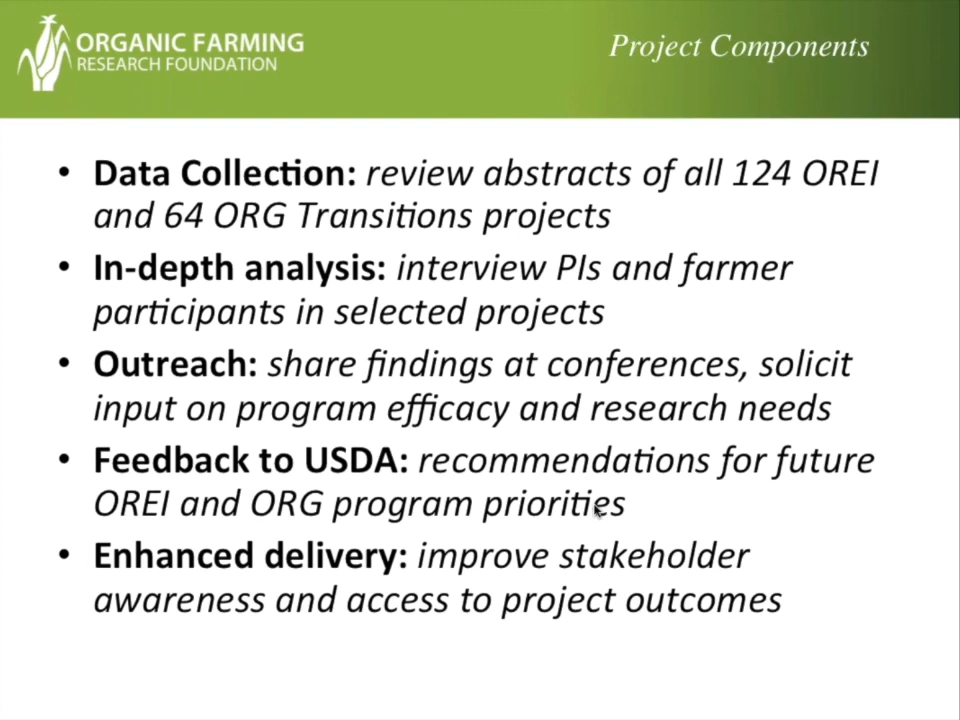 ORGANIC FARMING
RESEARCH FOUNDATION
Project Components
• Data Collection: review abstracts of all 124 OREI
and 64 ORG Transitions projects
• In-depth analysis: interview PIs and farmer
participants in selected projects
• Outreach: share findings at conferences, solicit
input on program efficacy and research needs
• Feedback to USDA: recommendations for future
OREI and ORG program priorities
• Enhanced delivery: improve stakeholder
awareness and access to project outcomes